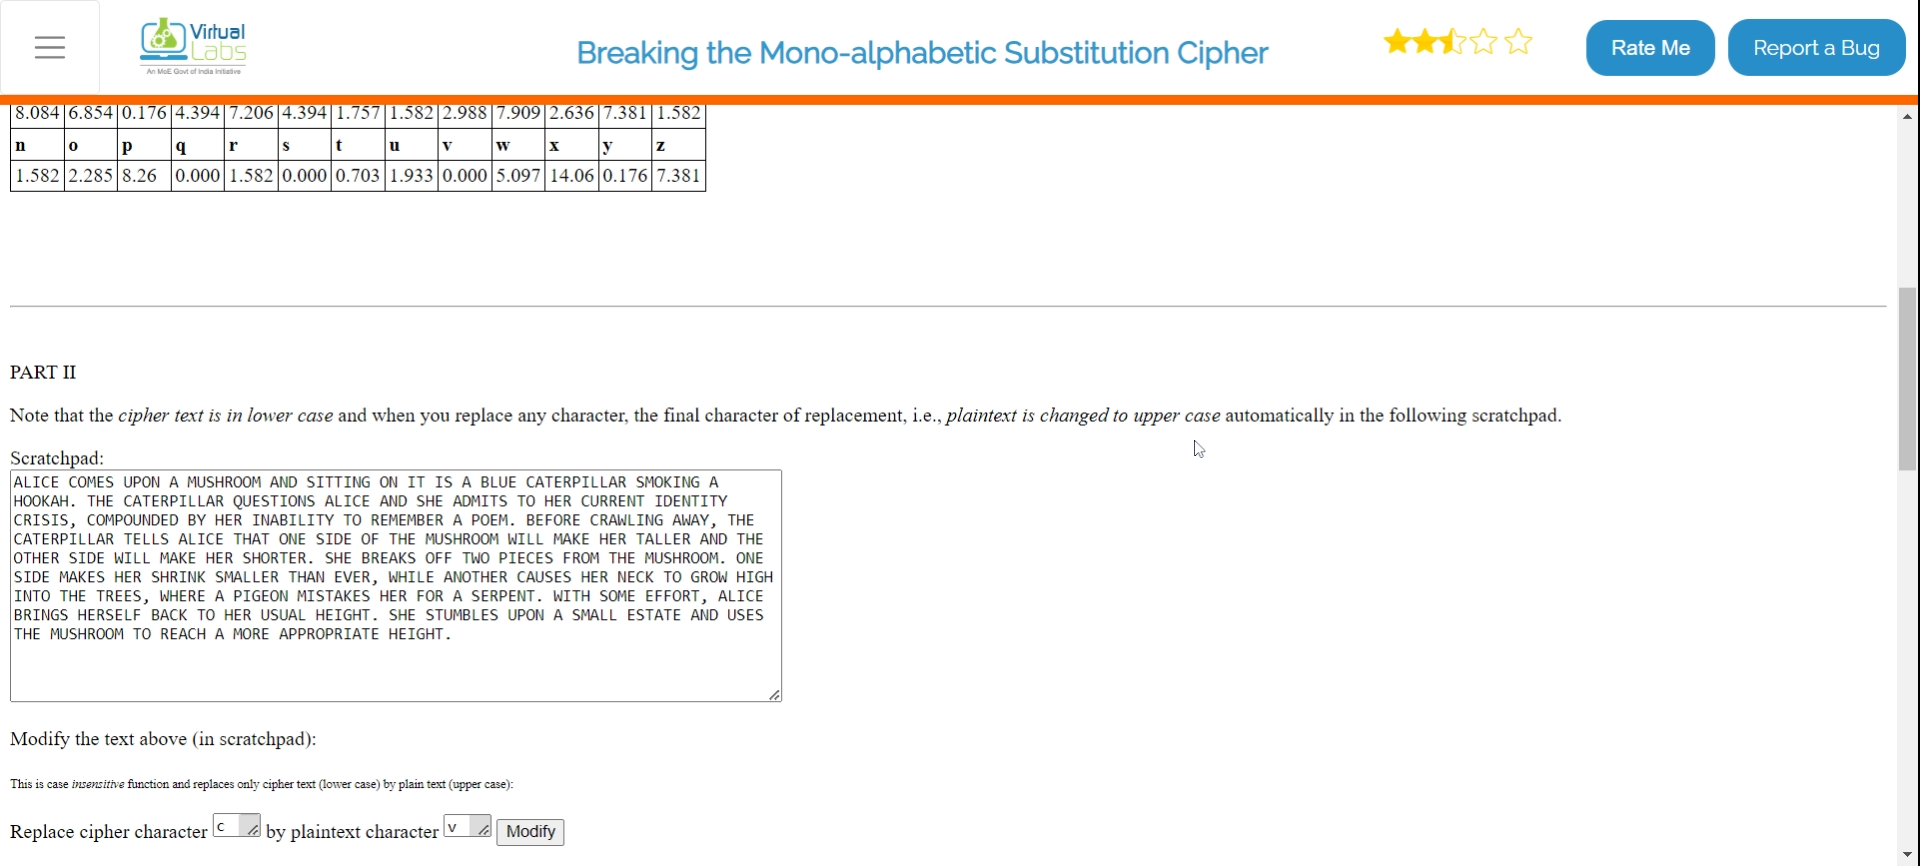 Virtual
Labs
An MoE Govt of India Initiative
Breaking the Mono-alphabetic Substitution Cipher
Rate Me
Report a Bug
8.084 6.854 0.176 4.394 7.206 4.394 1.757 1.582 2.988 7.909 2.636 7.381 1.582
n o p q r s t u v w x y z
1.582 2.285 8.26 0.000 1.582 0.000 0.703 1.933 0.000 5.097 14.06 0.176 7.381
PART II
Note that the cipher text is in lower case and when you replace any character, the final character of replacement, i.e., plaintext is changed to upper case automatically in the following scratchpad.
Scratchpad:
ALICE COMES UPON A MUSHROOM AND SITTING ON IT IS A BLUE CATERPILLAR SMOKING A
HOOKAH. THE CATERPILLAR QUESTIONS ALICE AND SHE ADMITS TO HER CURRENT IDENTITY
CRISIS, COMPOUNDED BY HER INABILITY TO REMEMBER A POEM. BEFORE CRAWLING AWAY, THE
CATERPILLAR TELLS ALICE THAT ONE SIDE OF THE MUSHROOM WILL MAKE HER TALLER AND THE
OTHER SIDE WILL MAKE HER SHORTER. SHE BREAKS OFF TWO PIECES FROM THE MUSHROOM. ONE
SIDE MAKES HER SHRINK SMALLER THAN EVER, WHILE ANOTHER CAUSES HER NECK TO GROW HIGH
INTO THE TREES, WHERE A PIGEON MISTAKES HER FOR A SERPENT. WITH SOME EFFORT, ALICE
BRINGS HERSELF BACK TO HER USUAL HEIGHT. SHE STUMBLES UPON A SMALL ESTATE AND USES
THE MUSHROOM TO REACH A MORE APPROPRIATE HEIGHT.
Modify the text above (in scratchpad):
This is case insensitive function and replaces only cipher text (lower case) by plain text (upper case):
Replace cipher character c by plaintext character v Modify